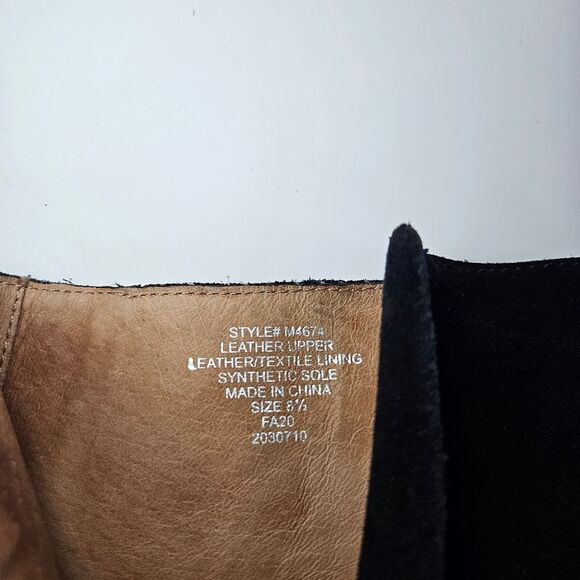 STYLE# M4674
LEATHER UPPER
LEATHER/TEXTILE LINING
SYNTHETIC SOLE
MADE IN CHINA
SIZE 8½
FA20
2030710